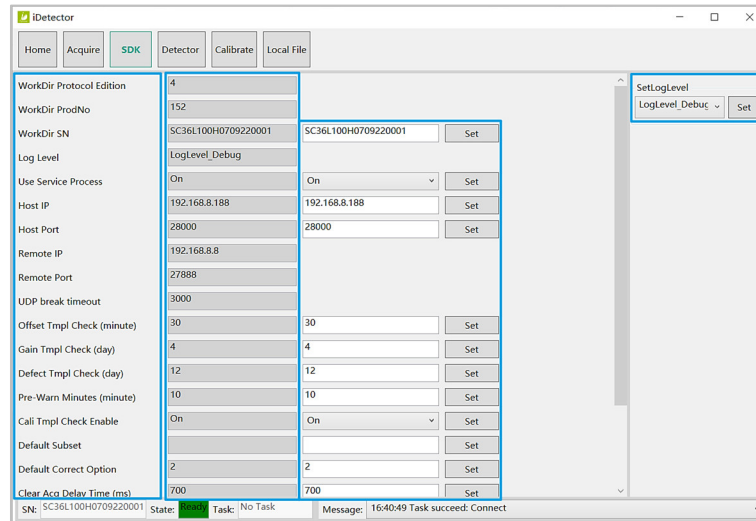 iDetector
Home Acquire SDK Detector Calibrate Local File
WorkDir Protocol Edition 4
WorkDir ProdNo 152
WorkDir SN SC36L100H0709220001 SC36L100H0709220001 Set
Log Level LogLevel_Debug
Use Service Process On On Set
Host IP 192.168.8.188 192.168.8.188 Set
Host Port 28000 28000 Set
Remote IP 192.168.8.8
Remote Port 27888
UDP break timeout 3000
Offset Tmpl Check (minute) 30 30 Set
Gain Tmpl Check (day) 4 4 Set
Defect Tmpl Check (day) 12 12 Set
Pre-Warn Minutes (minute) 10 10 Set
Cali Tmpl Check Enable On On Set
Default Subset Set
Default Correct Option 2 2 Set
Clear Acq Delay Time (ms) 700 700 Set
SetLogLevel
LogLevel_Debug Set
SN: SC36L100H0709220001 State: Ready Task: No Task Message: 16:40:49 Task succeed: Connect